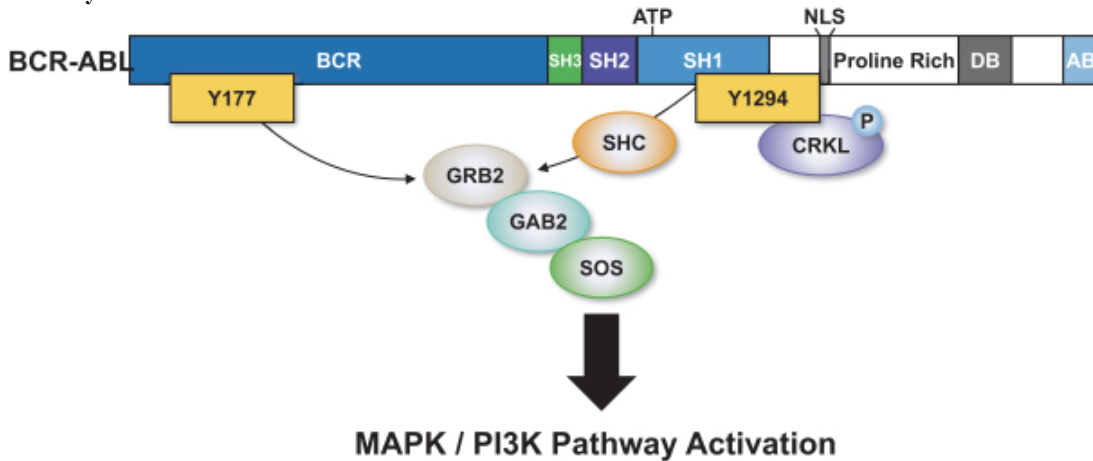 ATP NLS
BCR-ABL BCR SH3 SH2 SH1 Proline Rich DB AB
Y177 Y1294
SHC CRKL P
GRB2
GAB2
SOS
MAPK / PI3K Pathway Activation